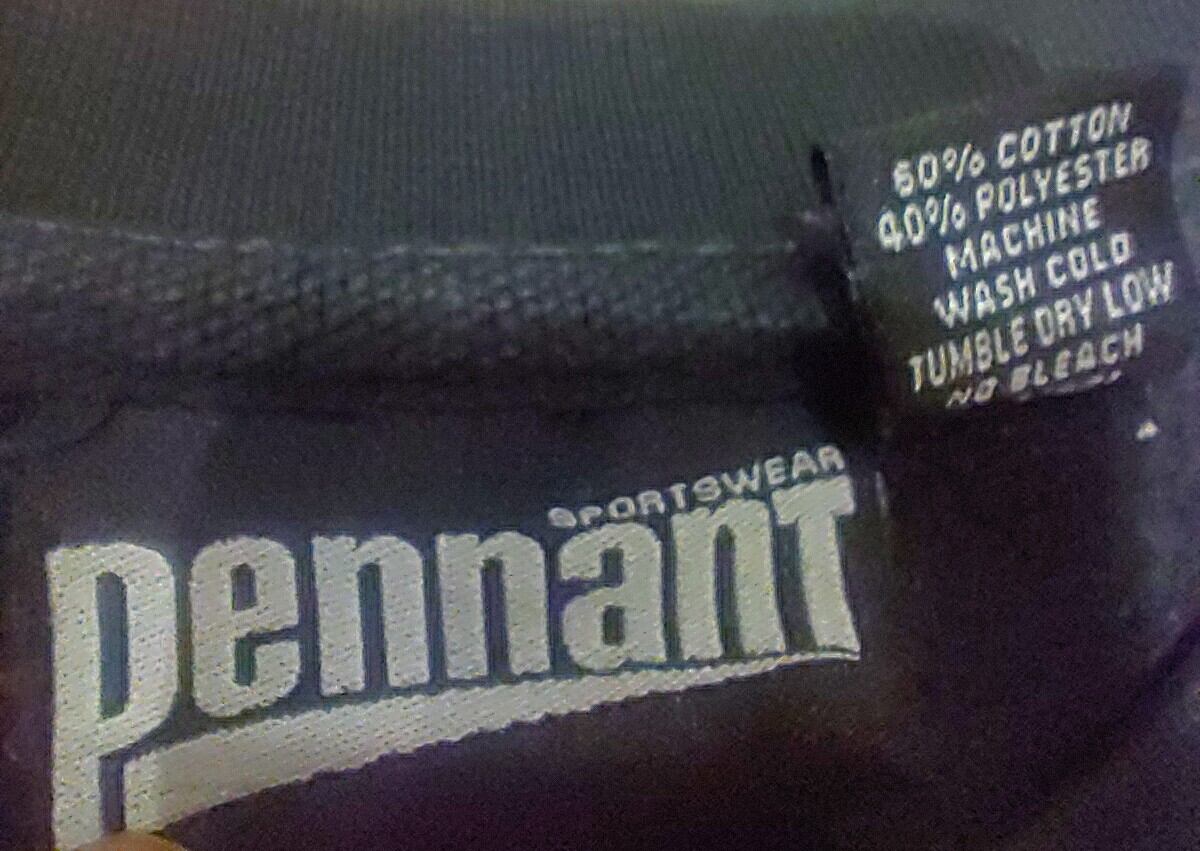 60% COTTON
40% POLYESTER
MACHINE
WASH COLD
TUMBLE DRY LOW
NO BLEACH
SPORTSWEAR
pennant